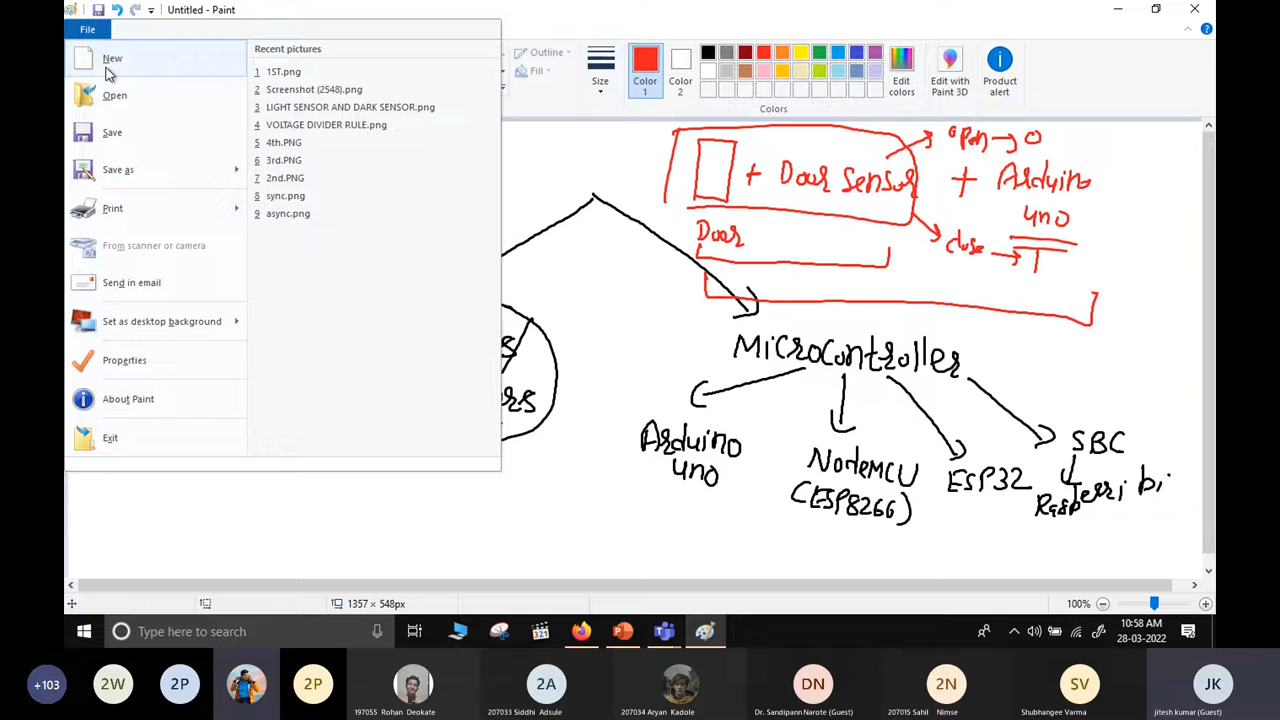 Untitled - Paint
File
New
Open
Save
Save as
Print
From scanner or camera
Send in email
Set as desktop background
Properties
About Paint
Exit
Recent pictures
1 1ST.png
2 Screenshot (2548).png
3 LIGHT SENSOR AND DARK SENSOR.png
4 VOLTAGE DIVIDER RULE.png
5 4th.PNG
6 3rd.PNG
7 2nd.PNG
8 sync.png
9 async.png
Outline
Fill
Size
Color 1
Color 2
Edit colors
Edit with Paint 3D
Product alert
Colors
+ Door sensor
open → 0
+ Arduino
uno
Door
close → 1
Microcontroller
Arduino
uno
NodeMCU
(ESP8266)
ESP32
SBC
1357 × 548px
100%
Type here to search
10:58 AM
28-03-2022
+103
2W
2P
2P
197055 Rohan Deokate
2A
207033 Siddhi Adsule
207034 Aryan Kadole
DN
Dr. Sandipann Narote (Guest)
2N
207015 Sahil Nimse
SV
Shubhangee Varma
JK
jitesh kumar (Guest)